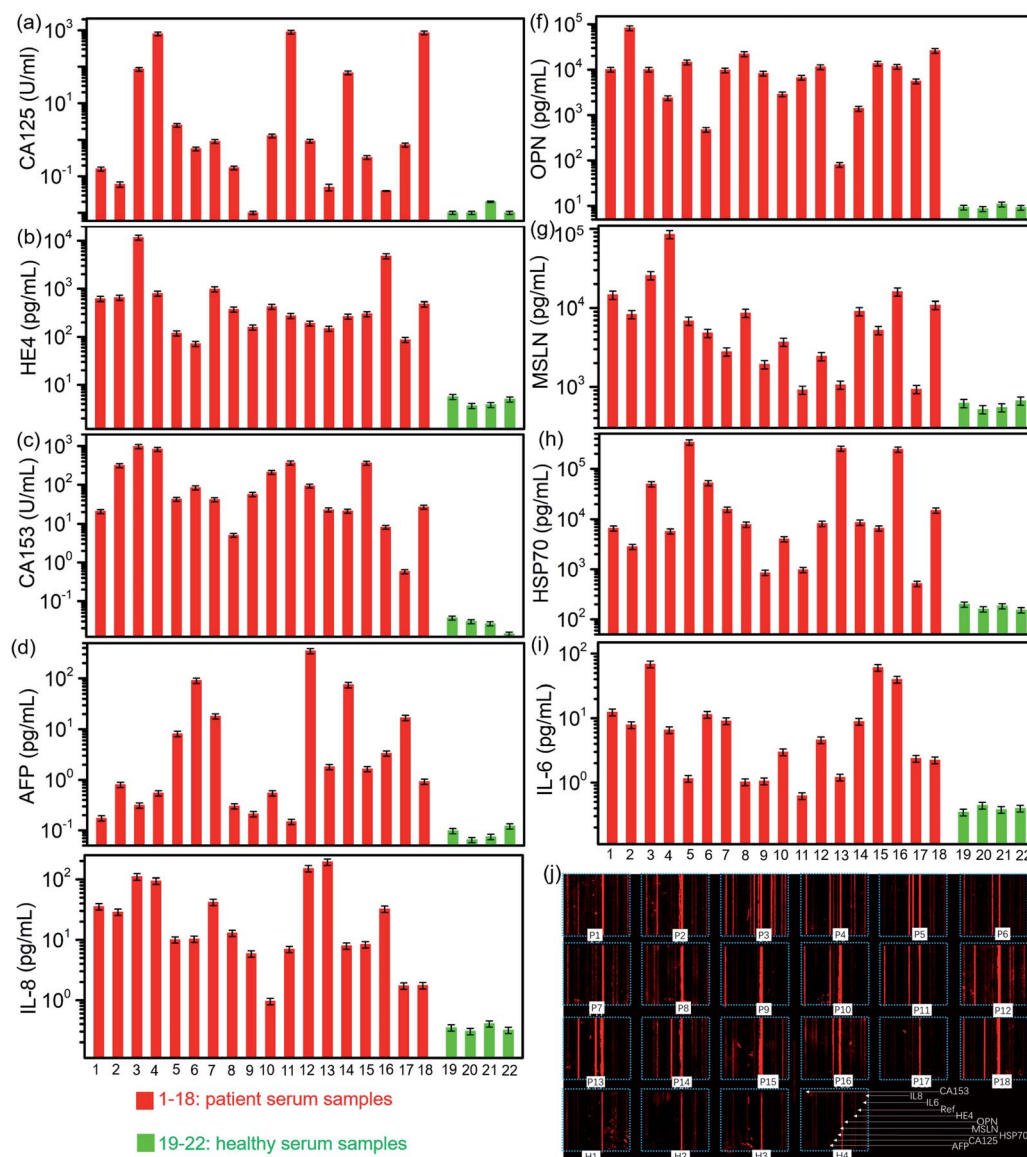 (a)
CA125 (U/ml)
10³
10¹
10⁻¹
(b)
HE4 (pg/mL)
10⁴
10³
10²
10¹
(c)
CA153 (U/mL)
10³
10²
10¹
10⁰
10⁻¹
(d)
AFP (pg/mL)
10²
10¹
10⁰
10⁻¹
IL-8 (pg/mL)
10²
10¹
10⁰
1 2 3 4 5 6 7 8 9 10 11 12 13 14 15 16 17 18 19 20 21 22
1-18: patient serum samples
19-22: healthy serum samples
(f)
OPN (pg/mL)
10⁵
10⁴
10³
10²
10¹
(g)
MSLN (pg/mL)
10⁵
10⁴
10³
(h)
HSP70 (pg/mL)
10⁵
10⁴
10³
10²
(i)
IL-6 (pg/mL)
10²
10¹
10⁰
1 2 3 4 5 6 7 8 9 10 11 12 13 14 15 16 17 18 19 20 21 22
(j)
P1 P2 P3 P4 P5 P6
P7 P8 P9 P10 P11 P12
P13 P14 P15 P16 P17 P18
H1 H2 H3 H4
CA153
IL8
IL6
Ref
HE4
OPN
MSLN
HSP70
CA125
AFP